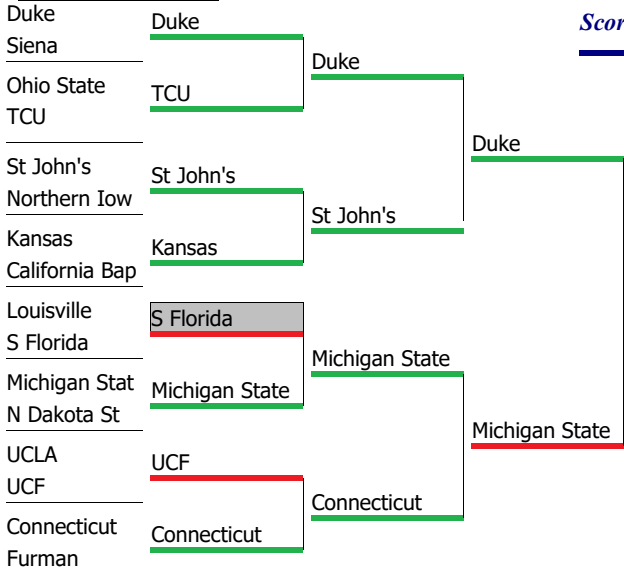 Duke
Siena
Ohio State
TCU
St John's
Northern Iow
Kansas
California Bap
Louisville
S Florida
Michigan Stat
N Dakota St
UCLA
UCF
Connecticut
Furman
Duke
TCU
St John's
Kansas
S Florida
Michigan State
UCF
Connecticut
Duke
St John's
Michigan State
Connecticut
Duke
Michigan State
Scor